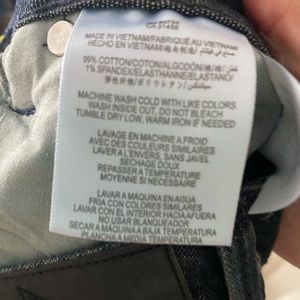 CA 31458
MADE IN VIETNAM/FABRIQUÉ AU VIETNAM
HECHO EN VIETNAM/
99% COTTON/COTON/ALGODÓN/
1% SPANDEX/ELASTHANNE/ELASTANO/
MACHINE WASH COLD WITH LIKE COLORS
WASH INSIDE OUT. DO NOT BLEACH
TUMBLE DRY LOW, WARM IRON IF NEEDED
LAVAGE EN MACHINE A FROID
AVEC DES COULEURS SIMILAIRES
LAVER A L'ENVERS, SANS JAVEL
SECHAGE DOUX
REPASSER A TEMPERATURE
MOYENNE SI NECESSAIRE
LAVAR A MAQUINA EN AGUA
FRIA CON COLORES SIMILARES
LAVAR CON EL INTERIOR HACIA AFUERA
NO USAR BLANQUEADOR
SECAR A MAQUINA A BAJA TEMPERATURA
PLANCHA A MEDIA TEMPERATURA